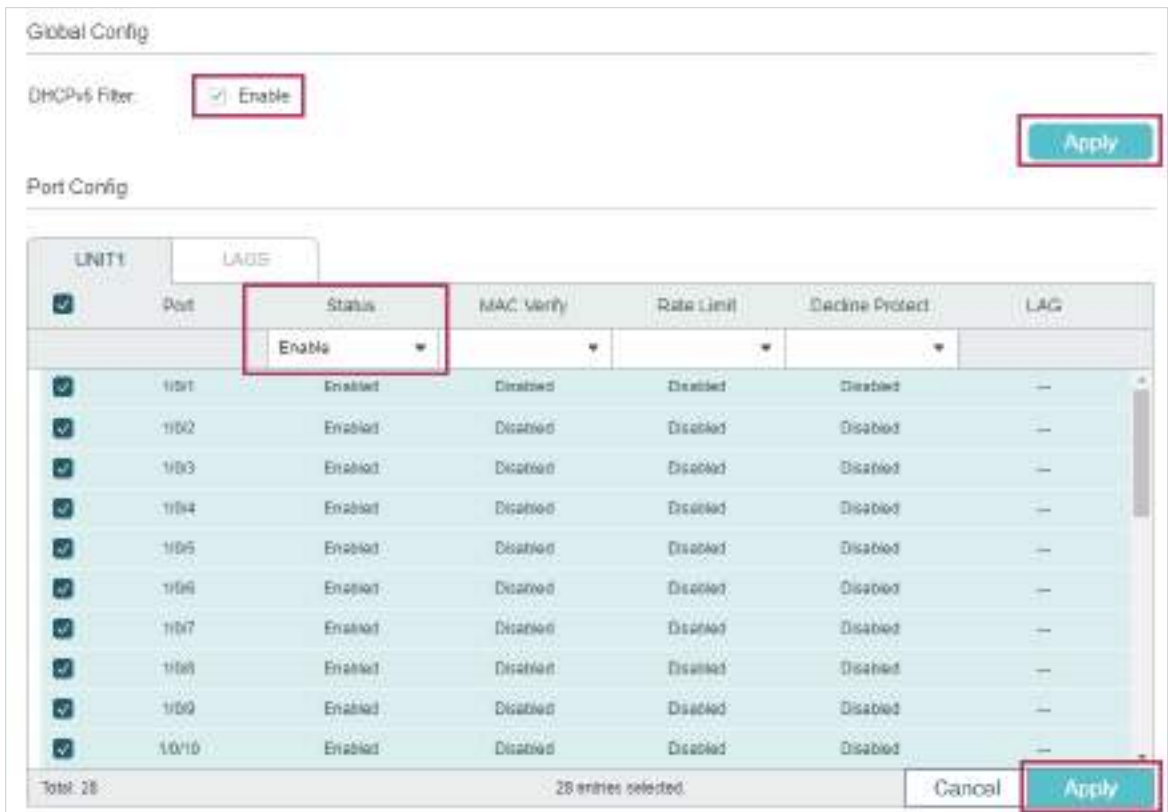 Global Config
DHCPv6 Filter: Enable
Apply
Port Config
UNIT1 LAGS
Port Status MAC Verify Rate Limit Decline Protect LAG
Enable
1/0/1 Enabled Disabled Disabled Disabled ---
1/0/2 Enabled Disabled Disabled Disabled ---
1/0/3 Enabled Disabled Disabled Disabled ---
1/0/4 Enabled Disabled Disabled Disabled ---
1/0/5 Enabled Disabled Disabled Disabled ---
1/0/6 Enabled Disabled Disabled Disabled ---
1/0/7 Enabled Disabled Disabled Disabled ---
1/0/8 Enabled Disabled Disabled Disabled ---
1/0/9 Enabled Disabled Disabled Disabled ---
1/0/10 Enabled Disabled Disabled Disabled ---
Total: 28 28 entries selected. Cancel Apply